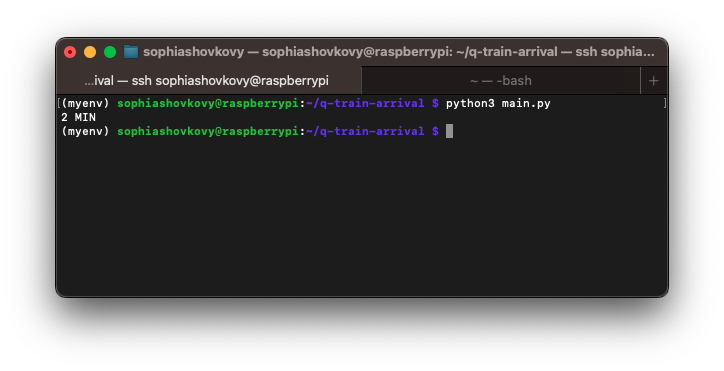 sophiashovkovy — sophiashovkovy@raspberrypi: ~/q-train-arrival — ssh sophia...
...ival — ssh sophiashovkovy@raspberrypi
~ — -bash
+
[(myenv) sophiashovkovy@raspberrypi:~/q-train-arrival $ python3 main.py ]
2 MIN
(myenv) sophiashovkovy@raspberrypi:~/q-train-arrival $